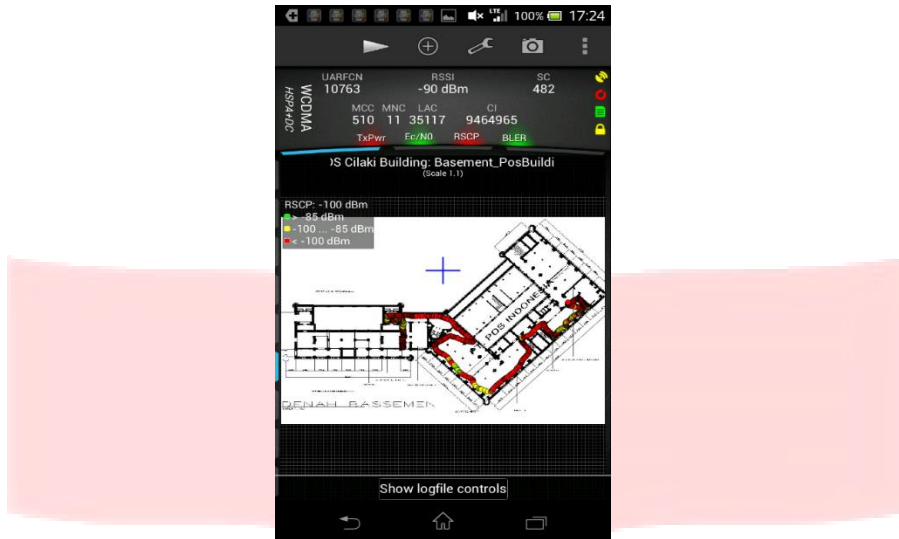 LTE 100% 17:24
UARFCN RSSI SC
10763 -90 dBm 482
WCDMA
HSPA+DC
MCC MNC LAC CI
510 11 35117 9464965
TxPwr Ec/N0 RSCP BLER
OS Cilaki Building: Basement_PosBuildi
(Scale 1.1)
RSCP: -100 dBm
> -85 dBm
-100 ... -85 dBm
< -100 dBm
POS INDONESIA
DENAH BASSEMEN
Show logfile controls